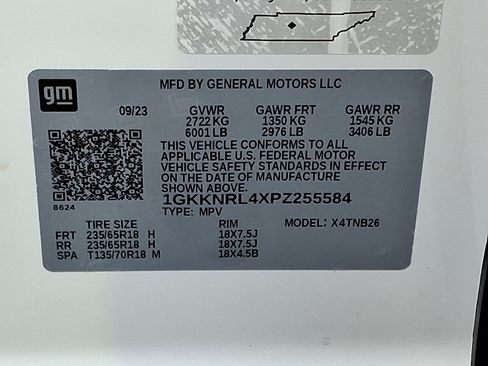 gm
MFD BY GENERAL MOTORS LLC
09/23 GVWR GAWR FRT GAWR RR
2722 KG 1350 KG 1545 KG
6001 LB 2976 LB 3406 LB
THIS VEHICLE CONFORMS TO ALL
APPLICABLE U.S. FEDERAL MOTOR
VEHICLE SAFETY STANDARDS IN EFFECT
ON THE DATE OF MANUFACTURE
SHOWN ABOVE.
1GKKNRL4XPZ255584
8624
TYPE: MPV MODEL: X4TNB26
TIRE SIZE RIM
FRT 235/65R18 H 18X7.5J
RR 235/65R18 H 18X7.5J
SPA T135/70R18 M 18X4.5B